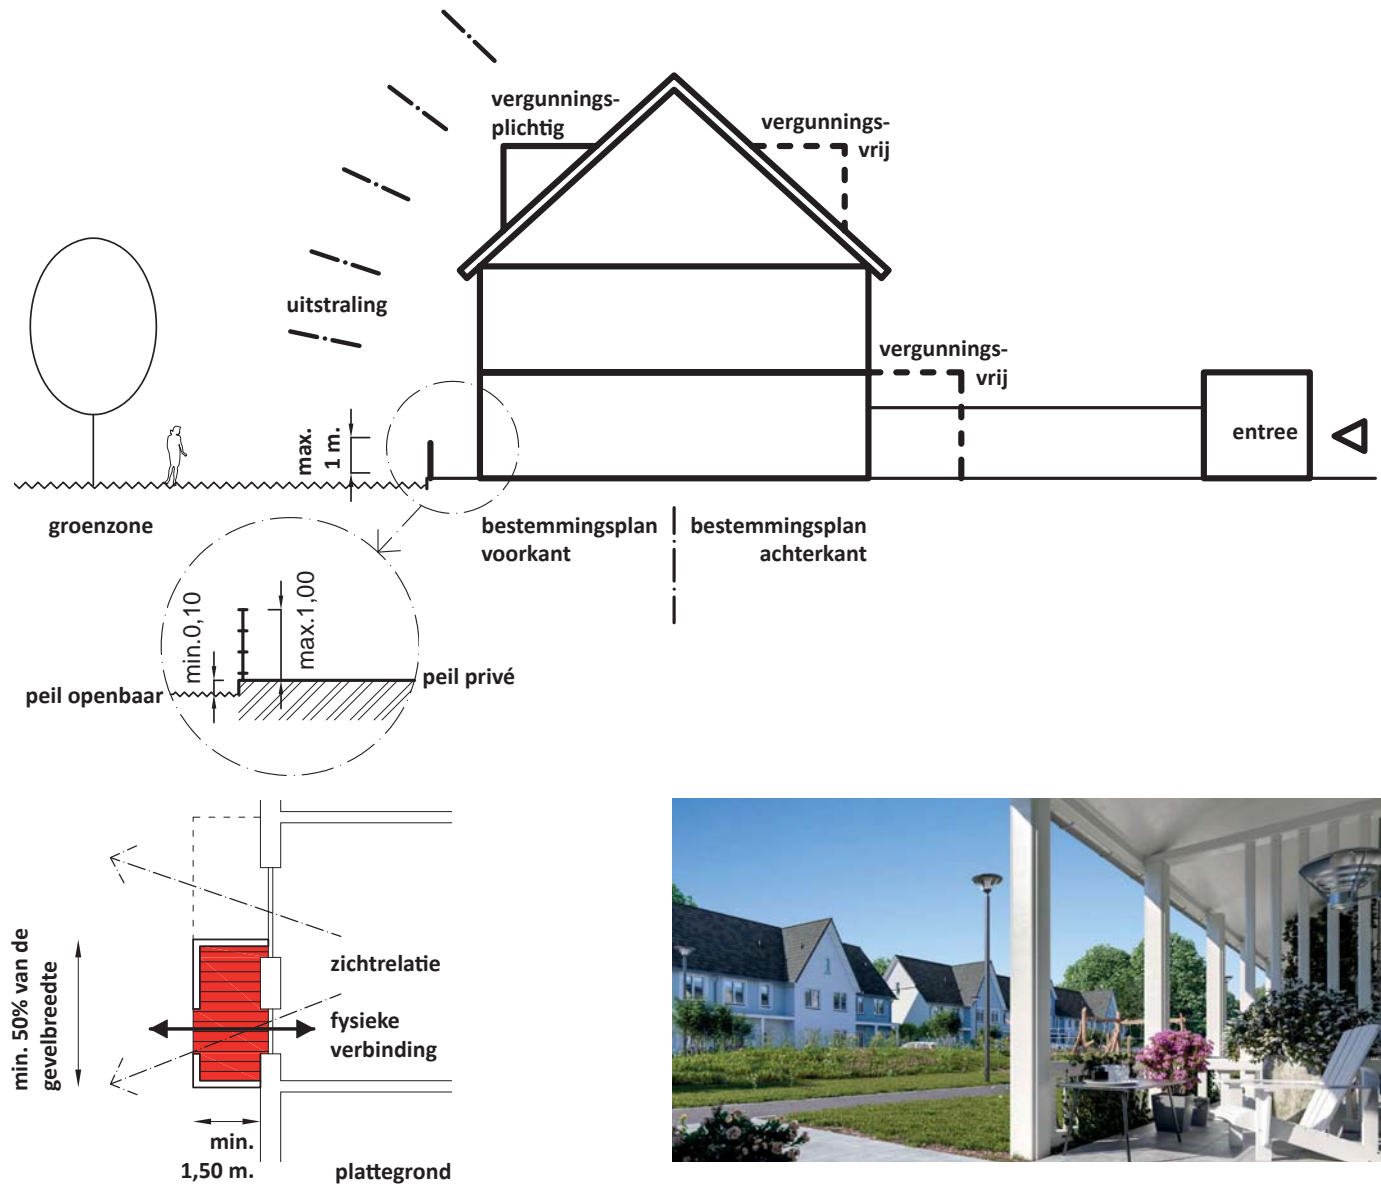 vergunnings-
plichtig
vergunnings-
vrij
uitstraling
vergunnings-
vrij
max.
1 m.
entree
groenzone
bestemmingsplan
voorkant
bestemmingsplan
achterkant
min.0,10
max.1,00
peil openbaar
peil privé
min. 50% van de
gevelbreedte
zichtrelatie
fysieke
verbinding
min.
1,50 m.
plattegrond